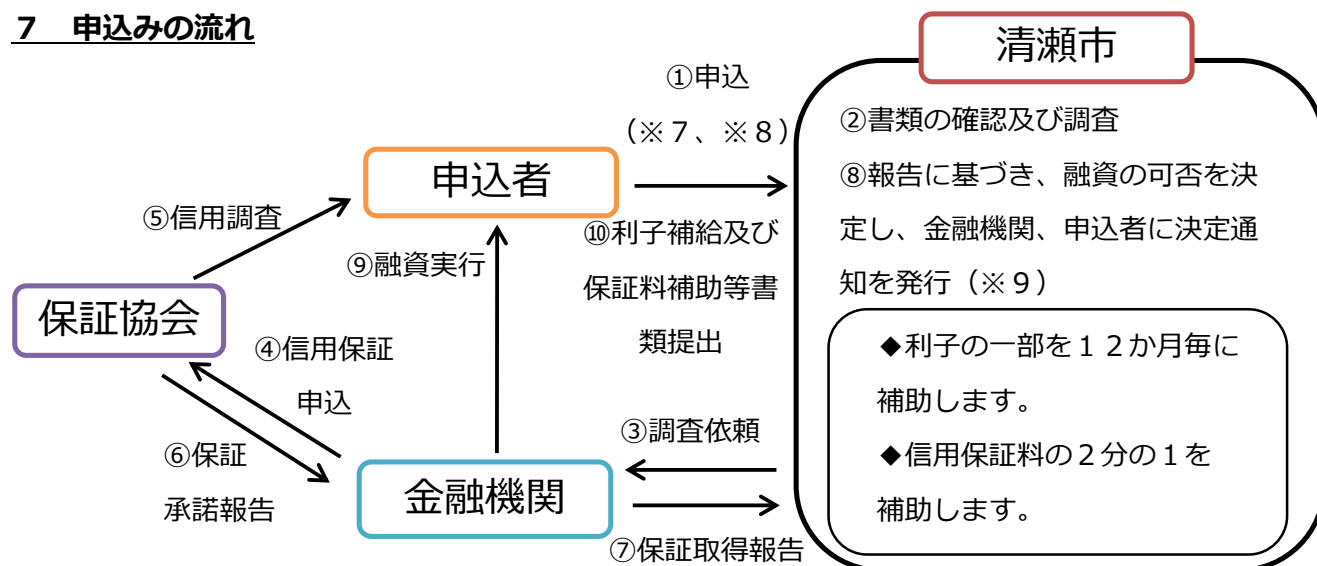 ７　申込みの流れ
清瀬市
①申込
（※７、※８）
②書類の確認及び調査
⑧報告に基づき、融資の可否を決
定し、金融機関、申込者に決定通
知を発行（※９）
申込者
⑤信用調査
⑩利子補給及び
保証料補助等書
類提出
⑨融資実行
保証協会
④信用保証
申込
◆利子の一部を１２か月毎に
補助します。
◆信用保証料の２分の１を
補助します。
③調査依頼
⑥保証
承諾報告
金融機関
⑦保証取得報告